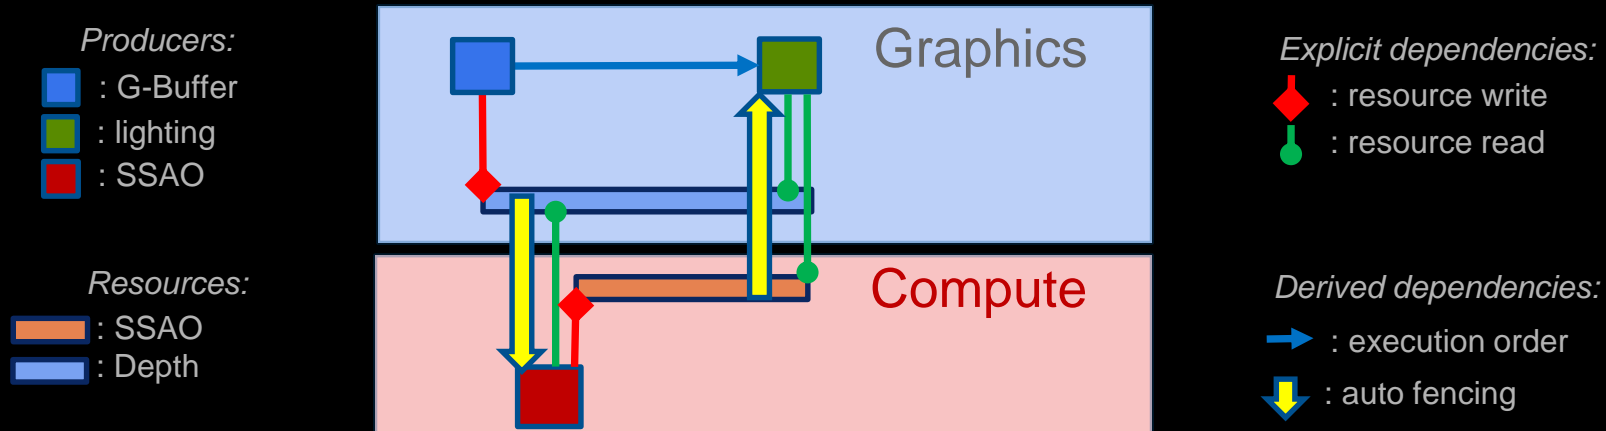 Producers:
: G-Buffer
: lighting
: SSAO
Resources:
: SSAO
: Depth
Graphics
Compute
Explicit dependencies:
: resource write
: resource read
Derived dependencies:
: execution order
: auto fencing